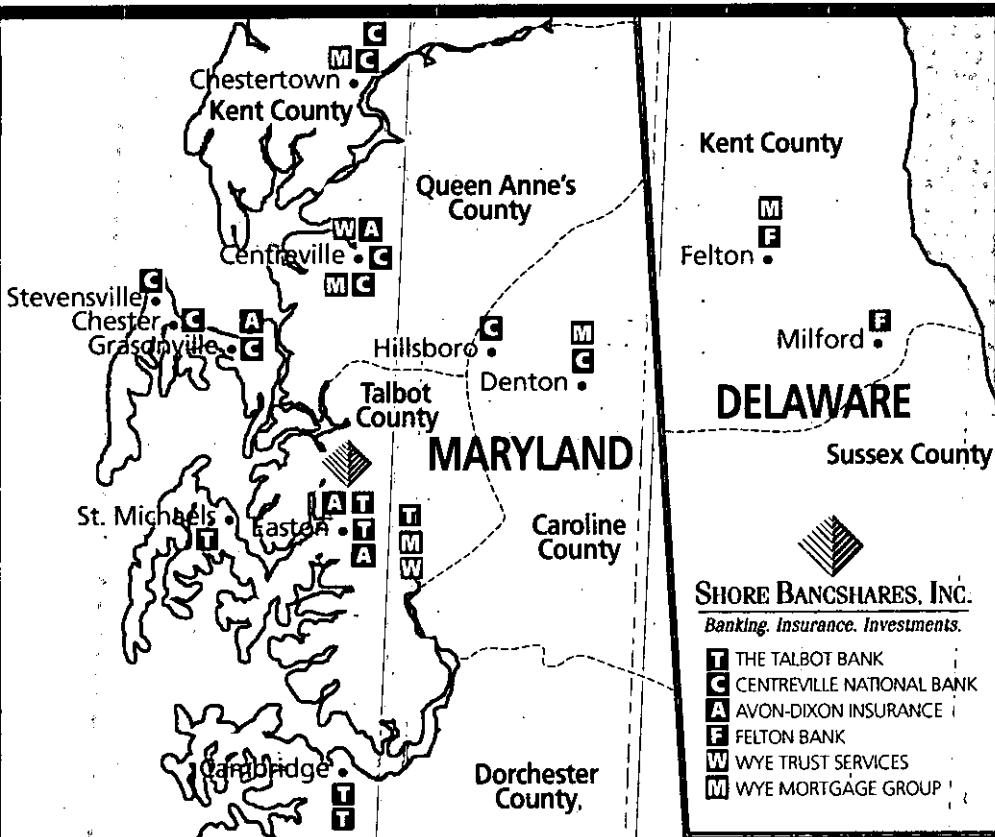 C
M C
Chestertown
Kent County
Kent County
Queen Anne's
County
M
F
Felton
W A
Centreville C
M C
C
Stevensville
Chester C
A
Grasonville C
C
Hillsboro
M
C
Denton
F
Milford
Talbot
County
DELAWARE
MARYLAND
Sussex County
A T
St. Michaels
T
Easton T
A
T
M
W
Caroline
County
SHORE BANCSHARES, INC.
Banking. Insurance. Investments.
T THE TALBOT BANK
C CENTREVILLE NATIONAL BANK
A AVON-DIXON INSURANCE
F FELTON BANK
W WYE TRUST SERVICES
M WYE MORTGAGE GROUP
Cambridge
T
T
Dorchester
County,